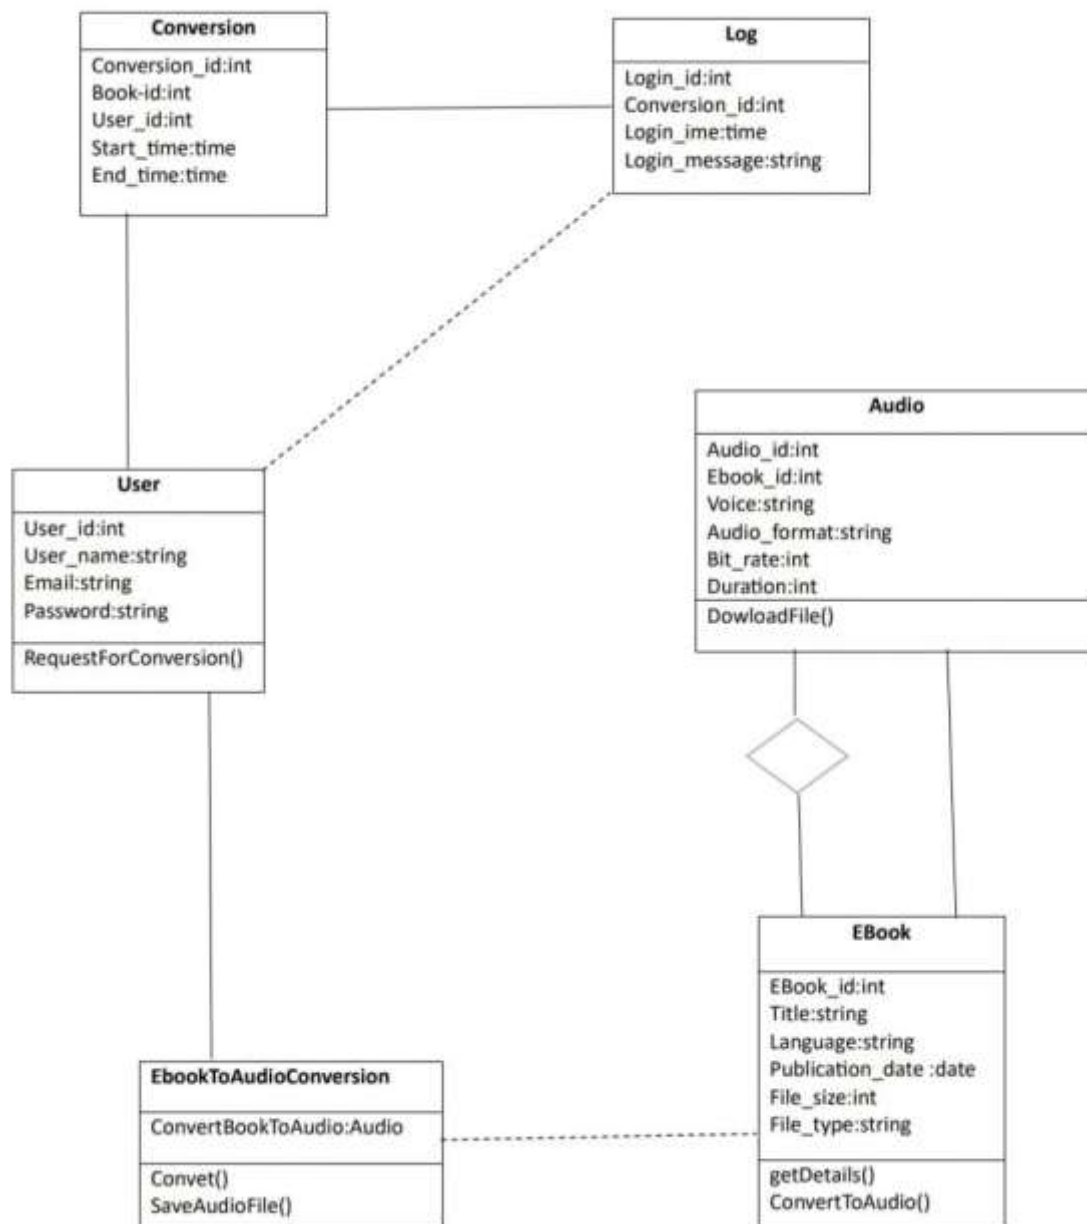 Conversion
Conversion_id:int
Book-id:int
User_id:int
Start_time:time
End_time:time
Log
Login_id:int
Conversion_id:int
Login_ime:time
Login_message:string
User
User_id:int
User_name:string
Email:string
Password:string
RequestForConversion()
Audio
Audio_id:int
Ebook_id:int
Voice:string
Audio_format:string
Bit_rate:int
Duration:int
DowloadFile()
EbookToAudioConversion
ConvertBookToAudio:Audio
Convet()
SaveAudioFile()
EBook
EBook_id:int
Title:string
Language:string
Publication_date :date
File_size:int
File_type:string
getDetails()
ConvertToAudio()